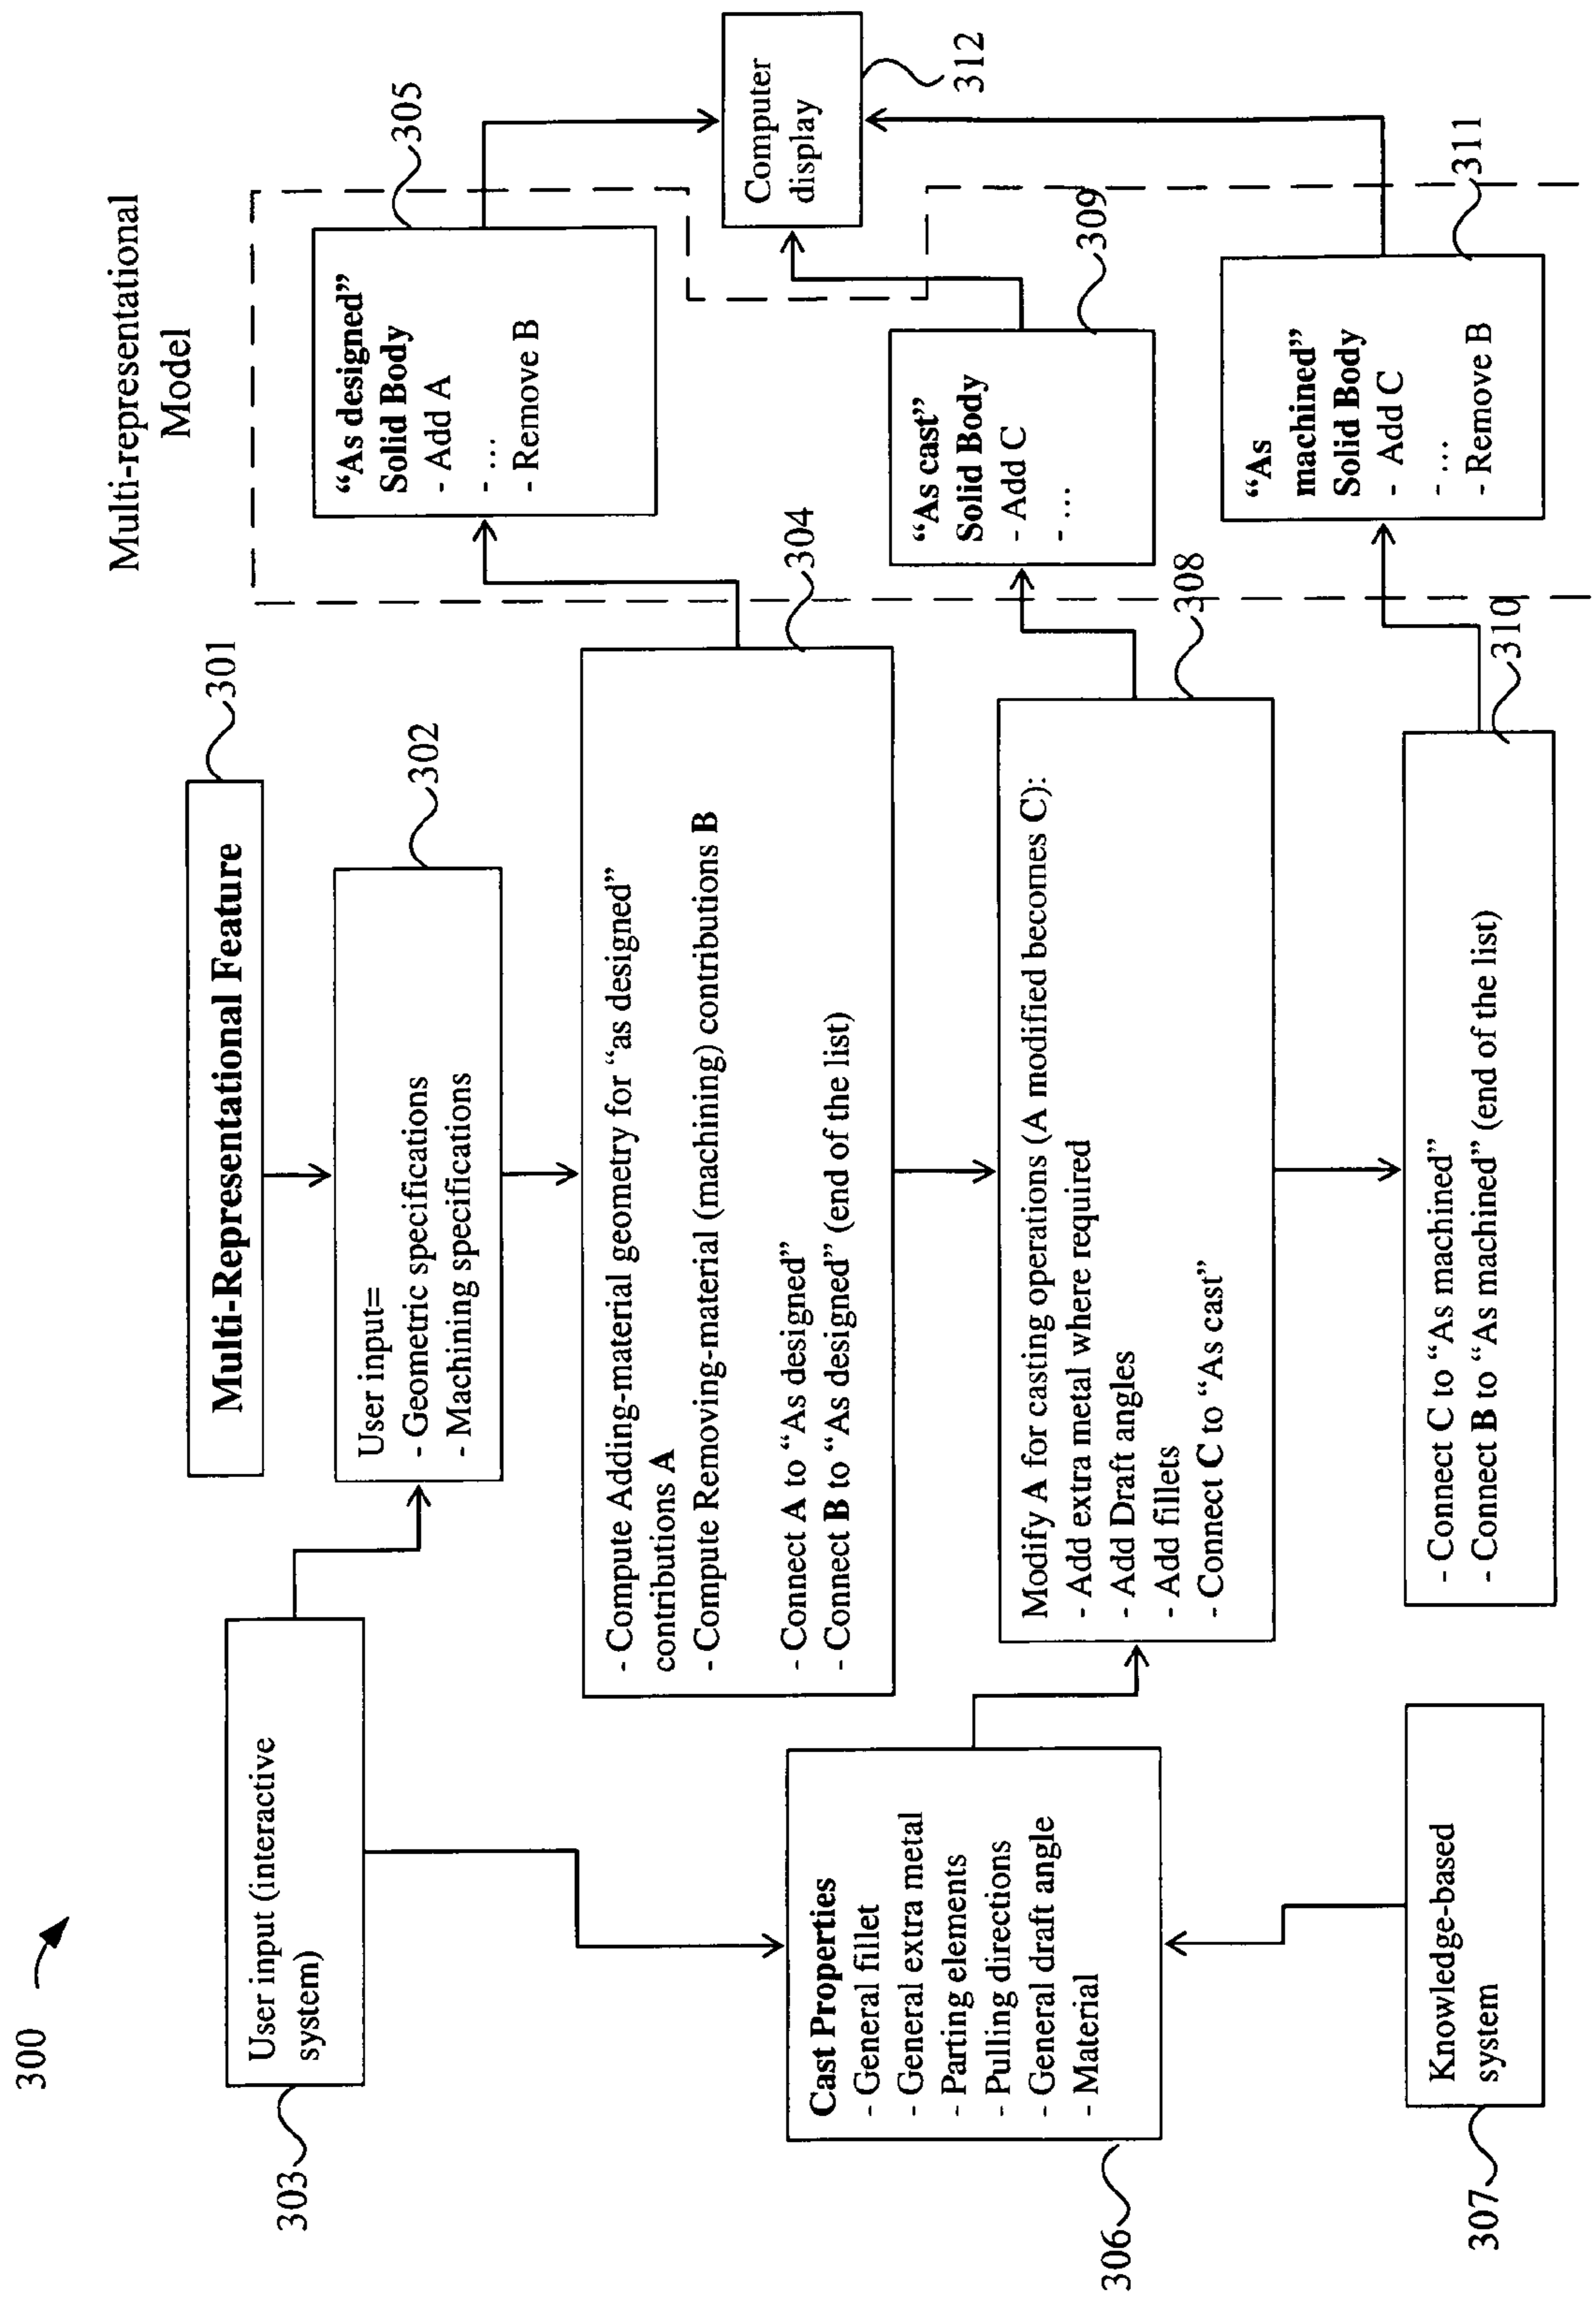 300
Multi-representational
Model
Multi-Representational Feature
301
User input (interactive
system)
303
User input=
- Geometric specifications
- Machining specifications
302
- Compute Adding-material geometry for “as designed”
contributions A
- Compute Removing-material (machining) contributions B
- Connect A to “As designed”
- Connect B to “As designed” (end of the list)
304
“As designed”
Solid Body
- Add A
- ...
- Remove B
305
Computer
display
312
Cast Properties
- General fillet
- General extra metal
- Parting elements
- Pulling directions
- General draft angle
- Material
306
Modify A for casting operations (A modified becomes C):
- Add extra metal where required
- Add Draft angles
- Add fillets
- Connect C to “As cast”
308
“As cast”
Solid Body
- Add C
- ...
309
Knowledge-based
system
307
- Connect C to “As machined”
- Connect B to “As machined” (end of the list)
310
“As
machined”
Solid Body
- Add C
- ...
- Remove B
311